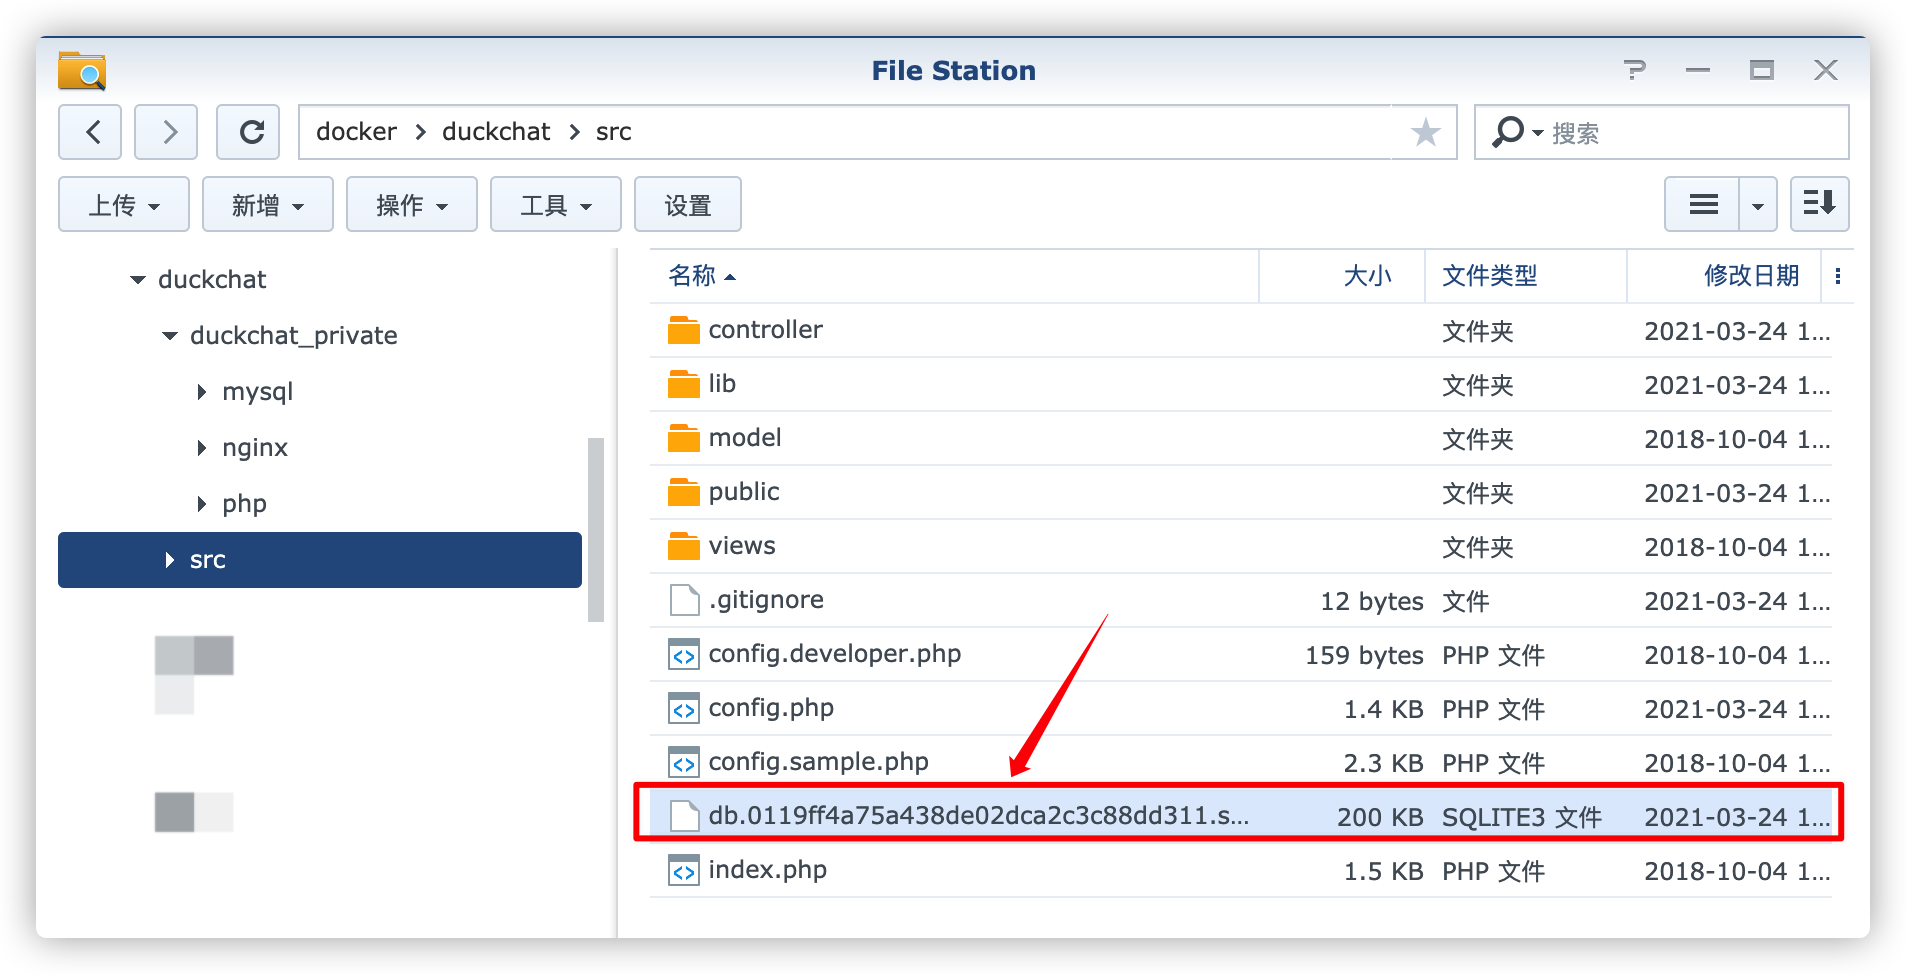 File Station
docker > duckchat > src
搜索
上传 新增 操作 工具 设置
duckchat
duckchat_private
mysql
nginx
php
src
名称 大小 文件类型 修改日期
controller 文件夹 2021-03-24 1...
lib 文件夹 2021-03-24 1...
model 文件夹 2018-10-04 1...
public 文件夹 2021-03-24 1...
views 文件夹 2018-10-04 1...
.gitignore 12 bytes 文件 2021-03-24 1...
config.developer.php 159 bytes PHP 文件 2018-10-04 1...
config.php 1.4 KB PHP 文件 2021-03-24 1...
config.sample.php 2.3 KB PHP 文件 2018-10-04 1...
db.0119ff4a75a438de02dca2c3c88dd311.s... 200 KB SQLITE3 文件 2021-03-24 1...
index.php 1.5 KB PHP 文件 2018-10-04 1...